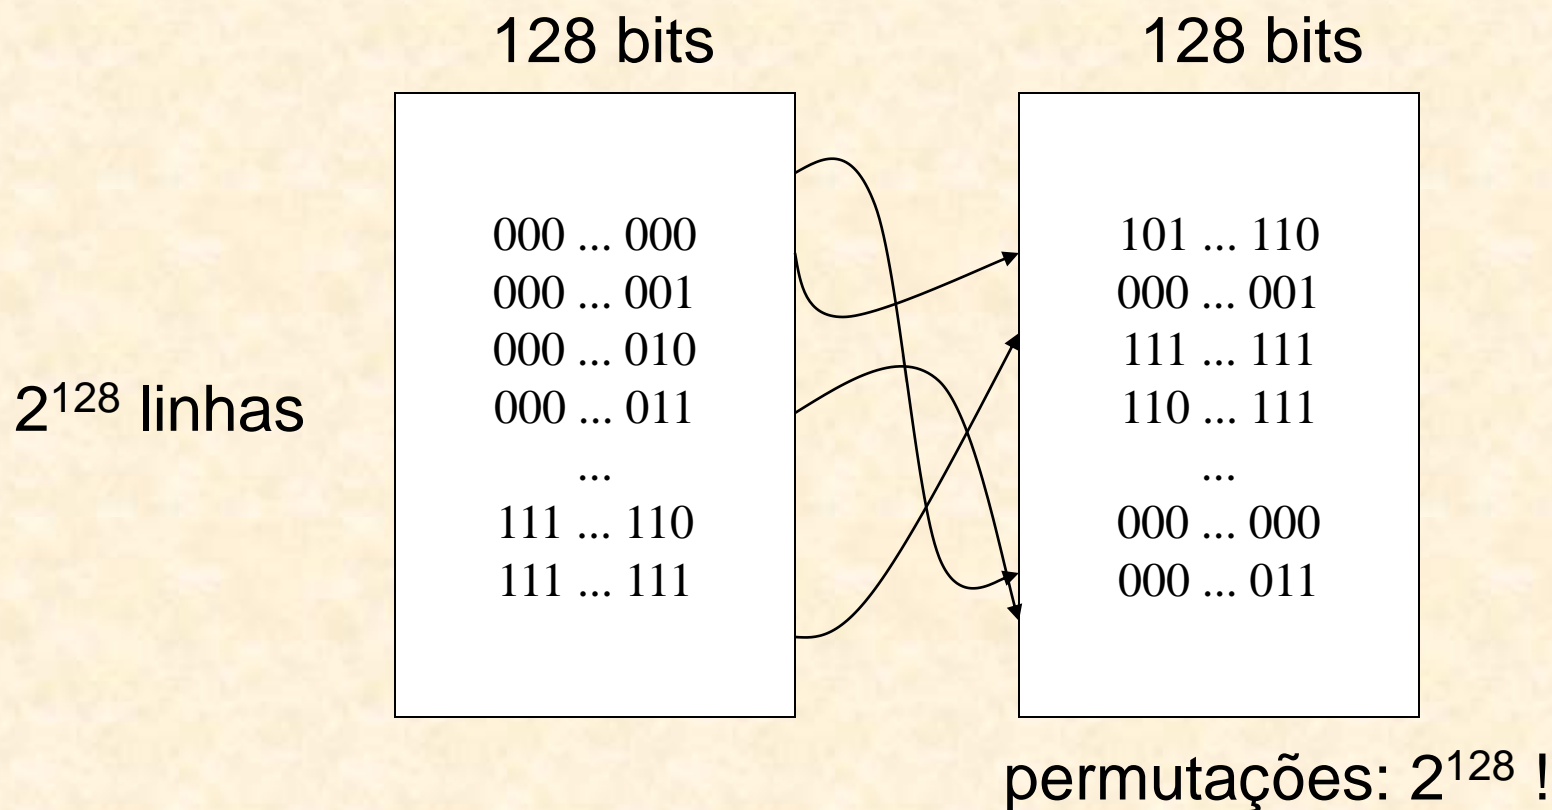 128 bits
128 bits
2¹²⁸ linhas
000 ... 000
000 ... 001
000 ... 010
000 ... 011
...
111 ... 110
111 ... 111
101 ... 110
000 ... 001
111 ... 111
110 ... 111
...
000 ... 000
000 ... 011
permutações: 2¹²⁸ !